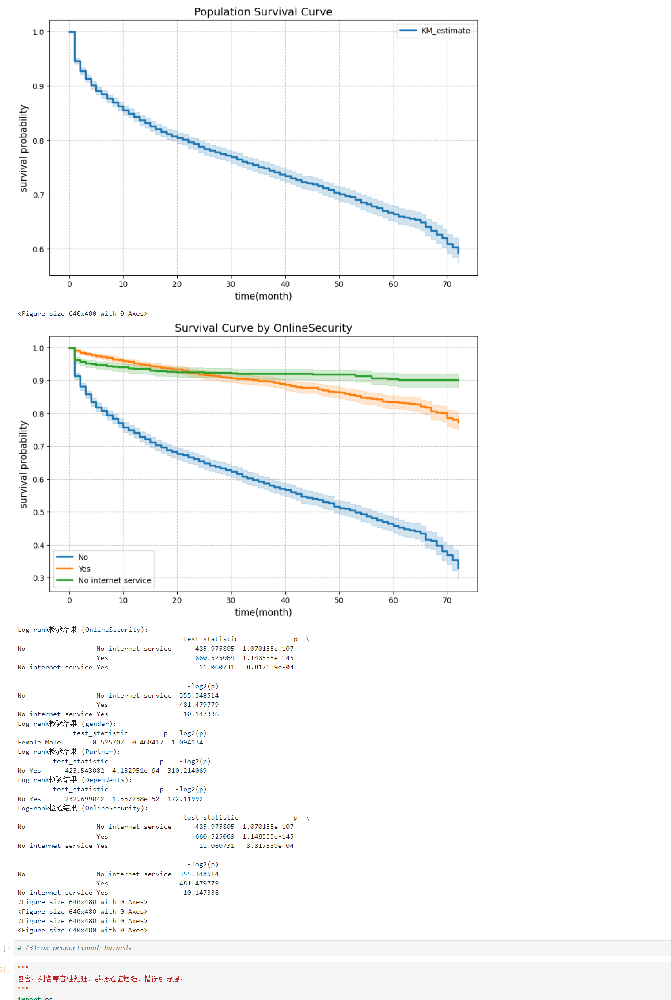 Population Survival Curve
KM_estimate
1.0
0.9
0.8
0.7
0.6
survival probability
0 10 20 30 40 50 60 70
time(month)
<Figure size 640x480 with 0 Axes>
Survival Curve by OnlineSecurity
1.0
0.9
0.8
0.7
0.6
0.5
0.4
0.3
survival probability
No
Yes
No internet service
0 10 20 30 40 50 60 70
time(month)
Log-rank检验结果 (OnlineSecurity):
test_statistic p \
No No internet service 485.975805 1.070135e-107
Yes 660.525069 1.148535e-145
No internet service Yes 11.060731 8.817539e-04
-log2(p)
No No internet service 355.348514
Yes 481.479779
No internet service Yes 10.147336
Log-rank检验结果 (gender):
test_statistic p -log2(p)
Female Male 0.525707 0.468417 1.094134
Log-rank检验结果 (Partner):
test_statistic p -log2(p)
No Yes 423.543082 4.132951e-94 310.214069
Log-rank检验结果 (Dependents):
test_statistic p -log2(p)
No Yes 232.699042 1.537238e-52 172.11992
Log-rank检验结果 (OnlineSecurity):
test_statistic p \
No No internet service 485.975805 1.070135e-107
Yes 660.525069 1.148535e-145
No internet service Yes 11.060731 8.817539e-04
-log2(p)
No No internet service 355.348514
Yes 481.479779
No internet service Yes 10.147336
<Figure size 640x480 with 0 Axes>
<Figure size 640x480 with 0 Axes>
<Figure size 640x480 with 0 Axes>
<Figure size 640x480 with 0 Axes>
]: # (3)cox_proportional_hazards
5]: """
包含：列名兼容性处理、数据验证增强、错误引导提示
"""
import os